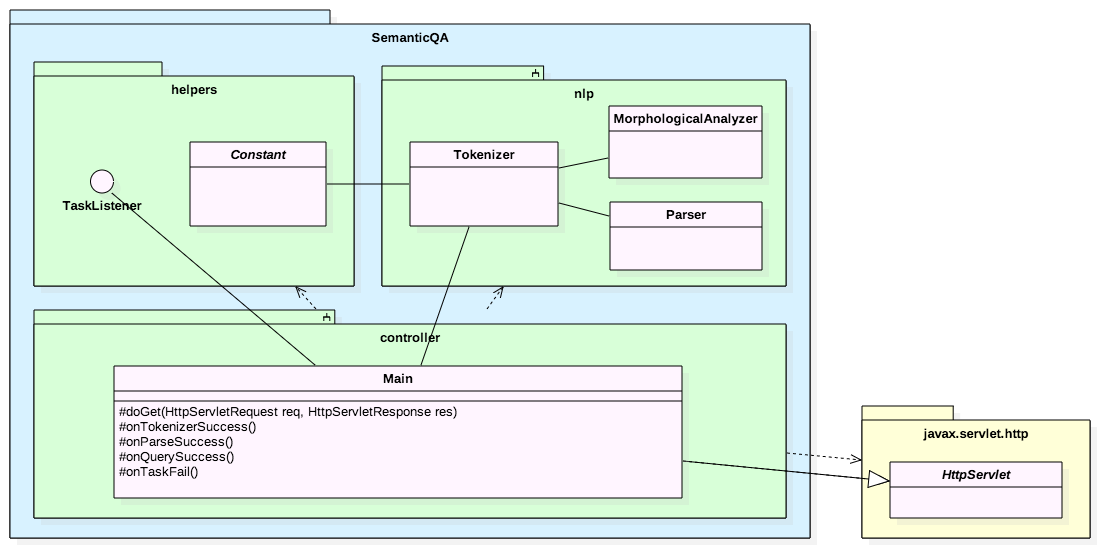 SemanticQA
helpers
nlp
MorphologicalAnalyzer
Constant
Tokenizer
TaskListener
Parser
controller
Main
#doGet(HttpServletRequest req, HttpServletResponse res)
#onTokenizerSuccess()
#onParseSuccess()
#onQuerySuccess()
#onTaskFail()
javax.servlet.http
HttpServlet